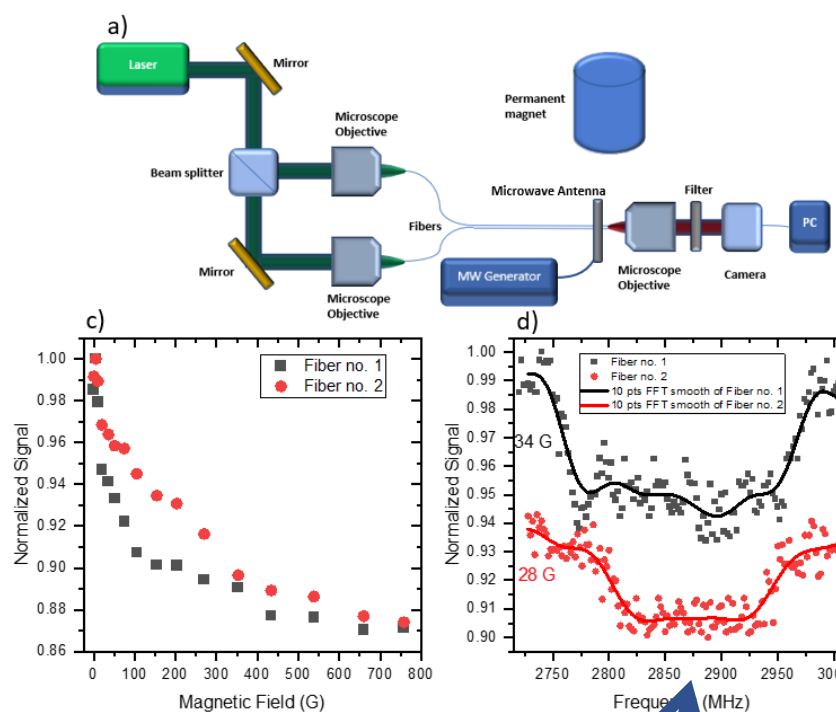 a)
Laser
Mirror
Microscope
Objective
Permanent
magnet
Beam splitter
Microwave Antenna
Filter
Fibers
PC
Mirror
MW Generator
Microscope
Objective
Camera
Microscope
Objective
c)
1.00
0.98
0.96
0.94
0.92
0.90
0.88
0.86
Normalized Signal
Fiber no. 1
Fiber no. 2
0 100 200 300 400 500 600 700 800
Magnetic Field (G)
d)
1.00
0.99
0.98
0.97
0.96
0.95
0.94
0.93
0.92
0.91
0.90
Normalized Signal
Fiber no. 1
Fiber no. 2
10 pts FFT smooth of Fiber no. 1
10 pts FFT smooth of Fiber no. 2
34 G
28 G
2750 2800 2850 2900 2950
(MHz)